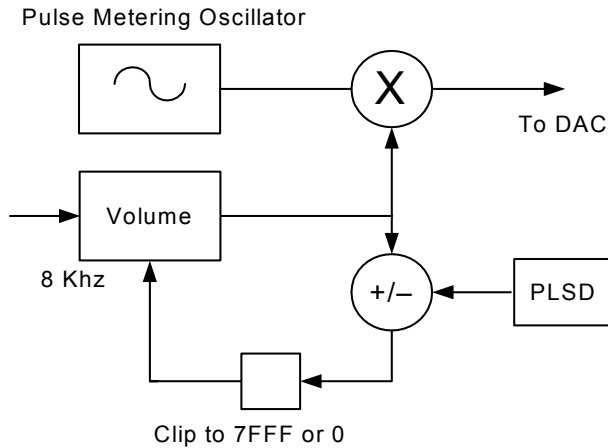 Pulse Metering Oscillator
X
To DAC
Volume
8 Khz
+/–
PLSD
Clip to 7FFF or 0